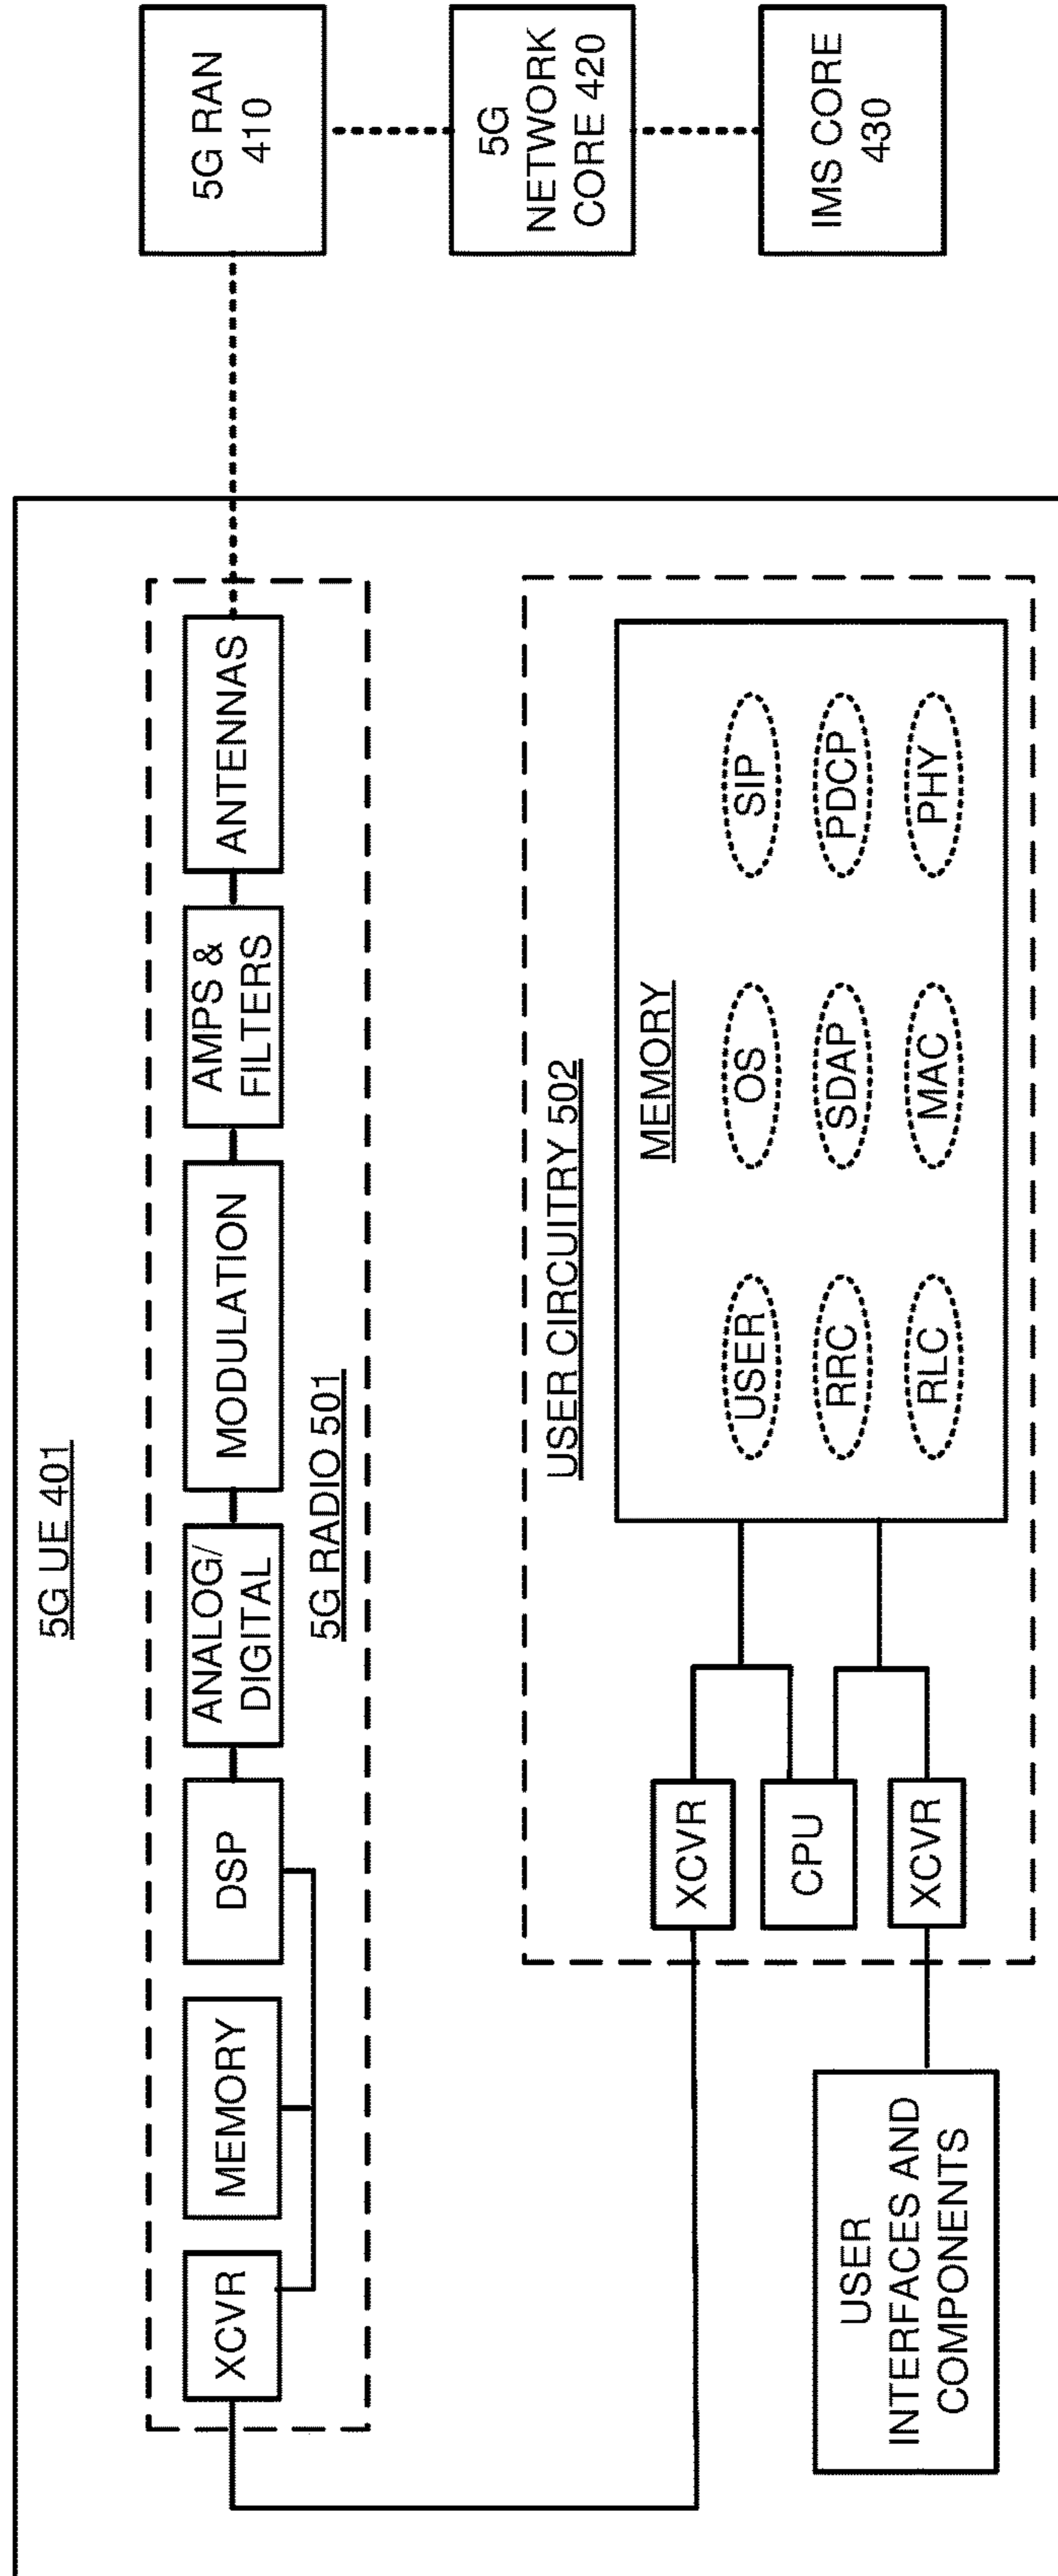 5G UE 401
XCVR
MEMORY
DSP
ANALOG/
DIGITAL
MODULATION
AMPS &
FILTERS
ANTENNAS
5G RADIO 501
5G RAN
410
5G
NETWORK
CORE 420
IMS CORE
430
USER CIRCUITRY 502
XCVR
CPU
XCVR
MEMORY
USER
OS
SIP
RRC
SDAP
PDCP
RLC
MAC
PHY
USER
INTERFACES AND
COMPONENTS